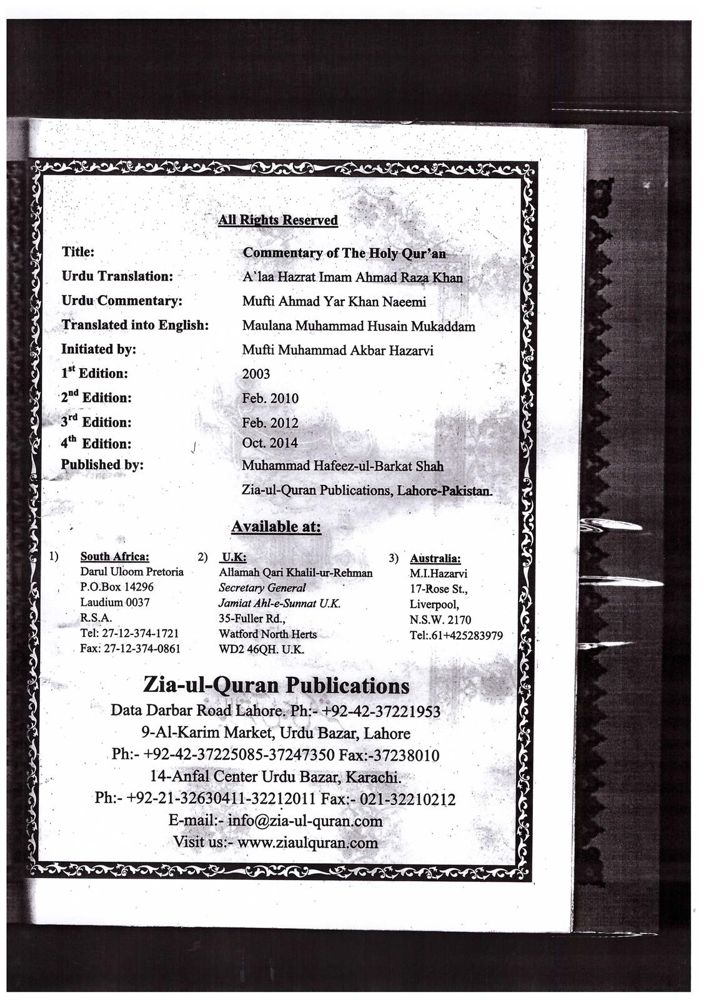 All Rights Reserved
Title: Commentary of The Holy Qur'an
Urdu Translation: A`laa Hazrat Imam Ahmad Raza Khan
Urdu Commentary: Mufti Ahmad Yar Khan Naeemi
Translated into English: Maulana Muhammad Husain Mukaddam
Initiated by: Mufti Muhammad Akbar Hazarvi
1st Edition: 2003
2nd Edition: Feb. 2010
3rd Edition: Feb. 2012
4th Edition: Oct. 2014
Published by: Muhammad Hafeez-ul-Barkat Shah
Zia-ul-Quran Publications, Lahore-Pakistan.
Available at:
1) South Africa:
Darul Uloom Pretoria
P.O.Box 14296
Laudium 0037
R.S.A.
Tel: 27-12-374-1721
Fax: 27-12-374-0861
2) U.K:
Allamah Qari Khalil-ur-Rehman
Secretary General
Jamiat Ahl-e-Sunnat U.K.
35-Fuller Rd.,
Watford North Herts
WD2 46QH. U.K.
3) Australia:
M.I.Hazarvi
17-Rose St.,
Liverpool,
N.S.W. 2170
Tel:.61+425283979
Zia-ul-Quran Publications
Data Darbar Road Lahore. Ph:- +92-42-37221953
9-Al-Karim Market, Urdu Bazar, Lahore
Ph:- +92-42-37225085-37247350 Fax:-37238010
14-Anfal Center Urdu Bazar, Karachi.
Ph:- +92-21-32630411-32212011 Fax:- 021-32210212
E-mail:- info@zia-ul-quran.com
Visit us:- www.ziaulquran.com